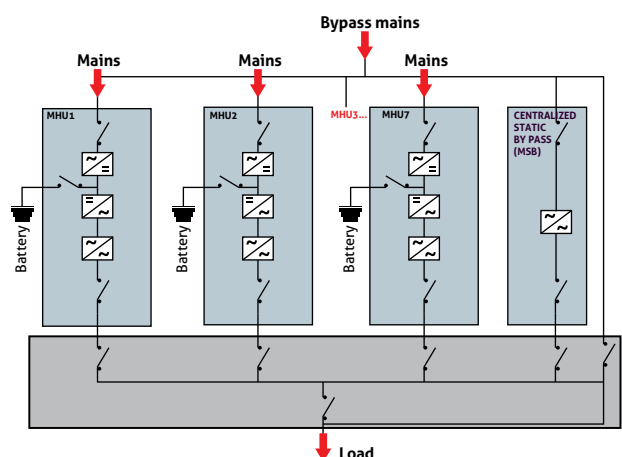 Bypass mains
Mains
Mains
Mains
MHU1
MHU2
MHU3...
MHU7
CENTRALIZED
STATIC
BY PASS
(MSB)
Battery
Battery
Battery
Load